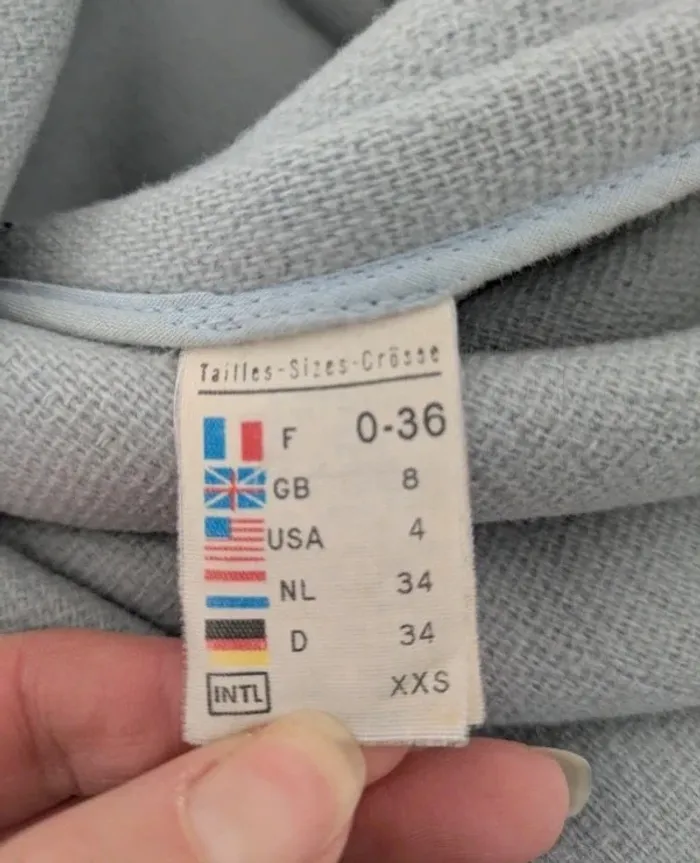 Tailles-Sizes-Grösse
F 0-36
GB 8
USA 4
NL 34
D 34
INTL XXS